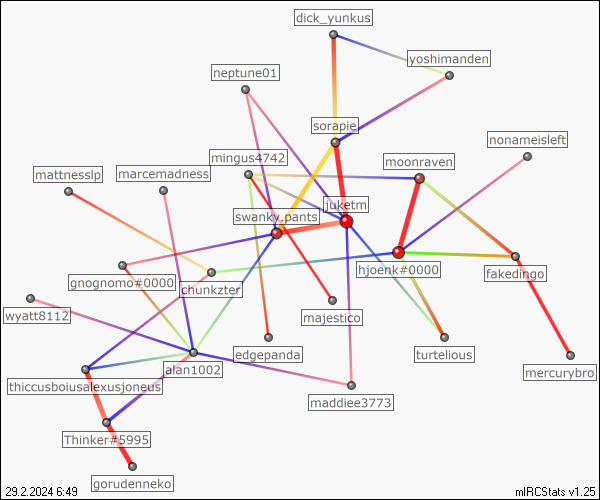 dick_yunkus
yoshimanden
neptune01
sorapie
nonameisleft
mingus4742
moonraven
mattnesslp
marcemadness
swanky.pants
juketm
hjoenk#0000
fakedingo
gnognomo#0000
chunkzter
wyatt8112
majestico
edgepanda
turtelious
alan1002
mercurybro
thiccusboiusalexusjoneus
maddiee3773
Thinker#5995
gorudenneko
29.2.2024 6:49
mIRCStats v1.25